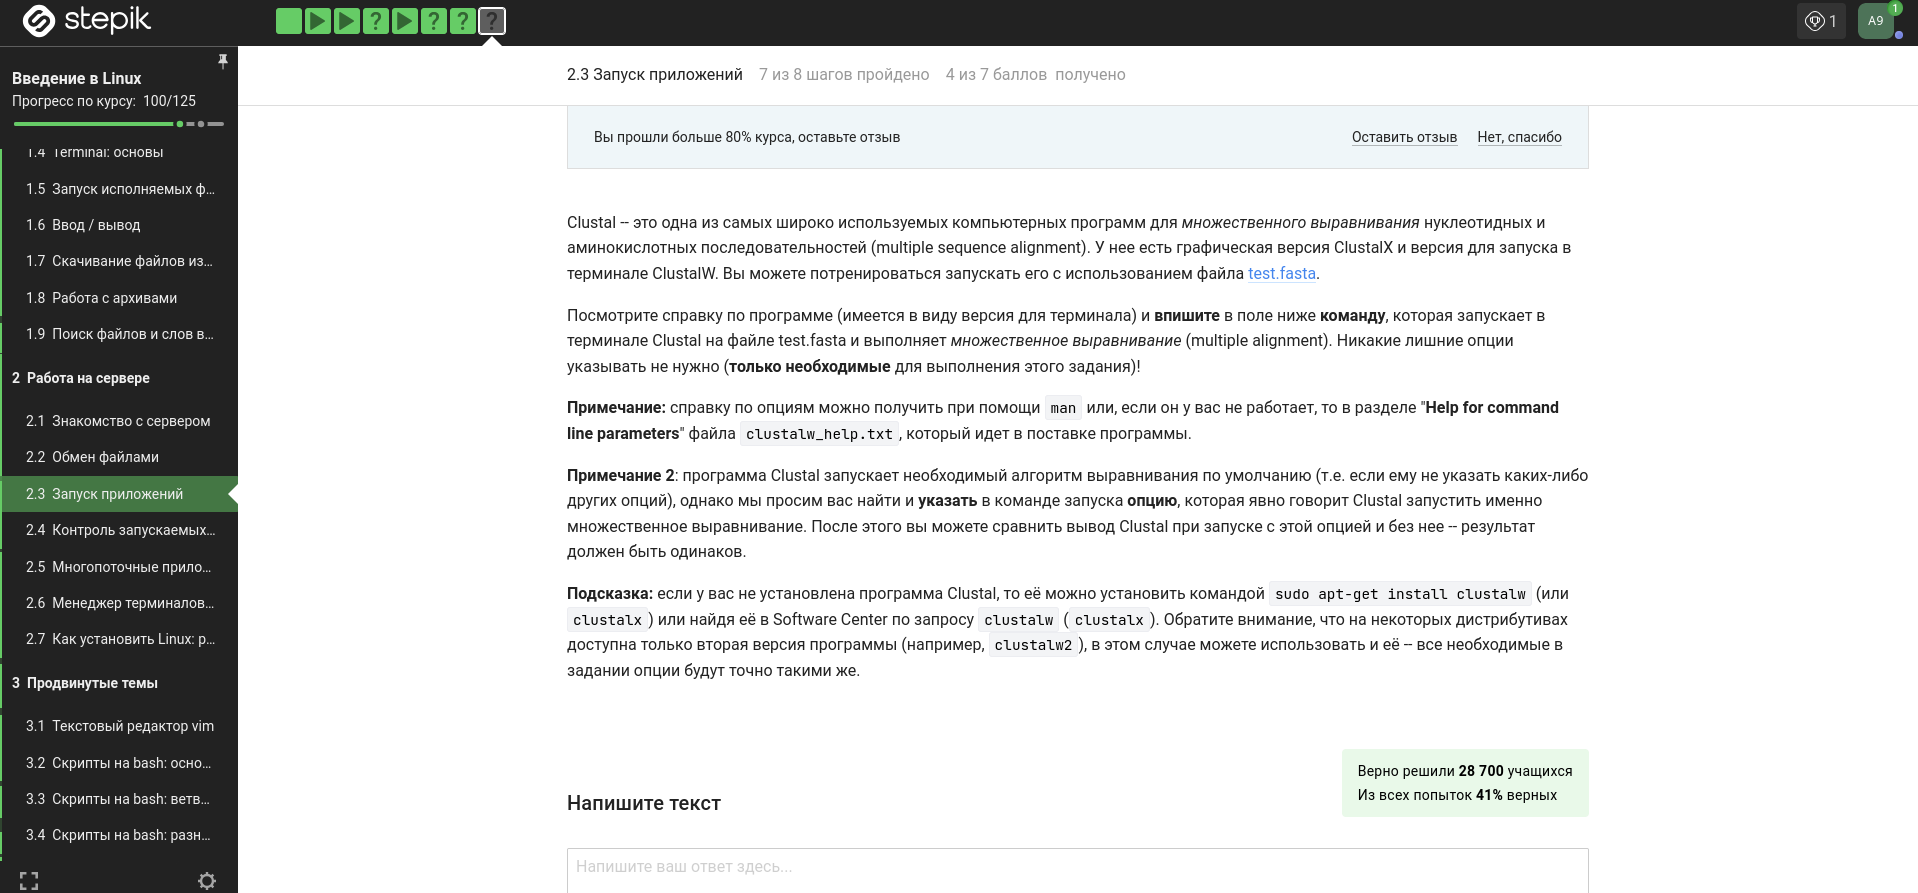 stepik
? ? ? ?
1
A9
1
Введение в Linux
Прогресс по курсу: 100/125
1.4 Terminal: основы
1.5 Запуск исполняемых ф...
1.6 Ввод / вывод
1.7 Скачивание файлов из...
1.8 Работа с архивами
1.9 Поиск файлов и слов в...
2 Работа на сервере
2.1 Знакомство с сервером
2.2 Обмен файлами
2.3 Запуск приложений
2.4 Контроль запускаемых...
2.5 Многопоточные прило...
2.6 Менеджер терминалов...
2.7 Как установить Linux: р...
3 Продвинутые темы
3.1 Текстовый редактор vim
3.2 Скрипты на bash: осно...
3.3 Скрипты на bash: ветв...
3.4 Скрипты на bash: разн...
2.3 Запуск приложений 7 из 8 шагов пройдено 4 из 7 баллов получено
Вы прошли больше 80% курса, оставьте отзыв Оставить отзыв Нет, спасибо
Clustal -- это одна из самых широко используемых компьютерных программ для множественного выравнивания нуклеотидных и
аминокислотных последовательностей (multiple sequence alignment). У нее есть графическая версия ClustalX и версия для запуска в
терминале ClustalW. Вы можете потренироваться запускать его с использованием файла test.fasta.
Посмотрите справку по программе (имеется в виду версия для терминала) и впишите в поле ниже команду, которая запускает в
терминале Clustal на файле test.fasta и выполняет множественное выравнивание (multiple alignment). Никакие лишние опции
указывать не нужно (только необходимые для выполнения этого задания)!
Примечание: справку по опциям можно получить при помощи man или, если он у вас не работает, то в разделе "Help for command
line parameters" файла clustalw_help.txt, который идет в поставке программы.
Примечание 2: программа Clustal запускает необходимый алгоритм выравнивания по умолчанию (т.е. если ему не указать каких-либо
других опций), однако мы просим вас найти и указать в команде запуска опцию, которая явно говорит Clustal запустить именно
множественное выравнивание. После этого вы можете сравнить вывод Clustal при запуске с этой опцией и без нее -- результат
должен быть одинаков.
Подсказка: если у вас не установлена программа Clustal, то её можно установить командой sudo apt-get install clustalw (или
clustalx) или найдя её в Software Center по запросу clustalw (clustalx). Обратите внимание, что на некоторых дистрибутивах
доступна только вторая версия программы (например, clustalw2), в этом случае можете использовать и её -- все необходимые в
задании опции будут точно такими же.
Верно решили 28 700 учащихся
Из всех попыток 41% верных
Напишите текст
Напишите ваш ответ здесь...